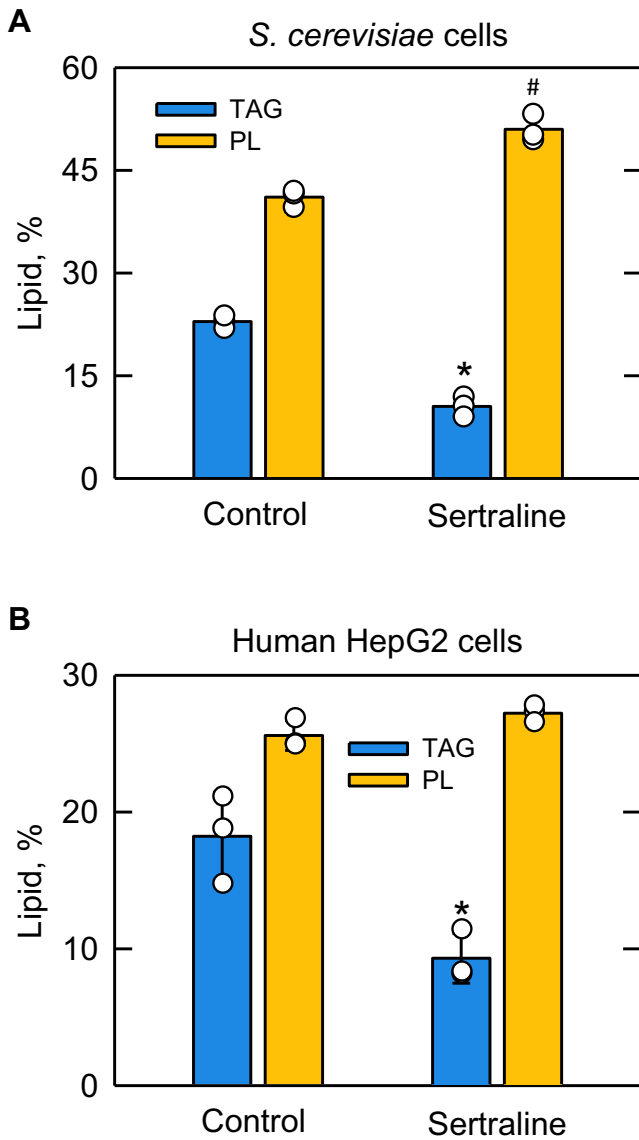 A
S. cerevisiae cells
60
45
30
15
0
Lipid, %
TAG
PL
*
#
Control
Sertraline
B
Human HepG2 cells
30
20
10
0
Lipid, %
TAG
PL
*
Control
Sertraline